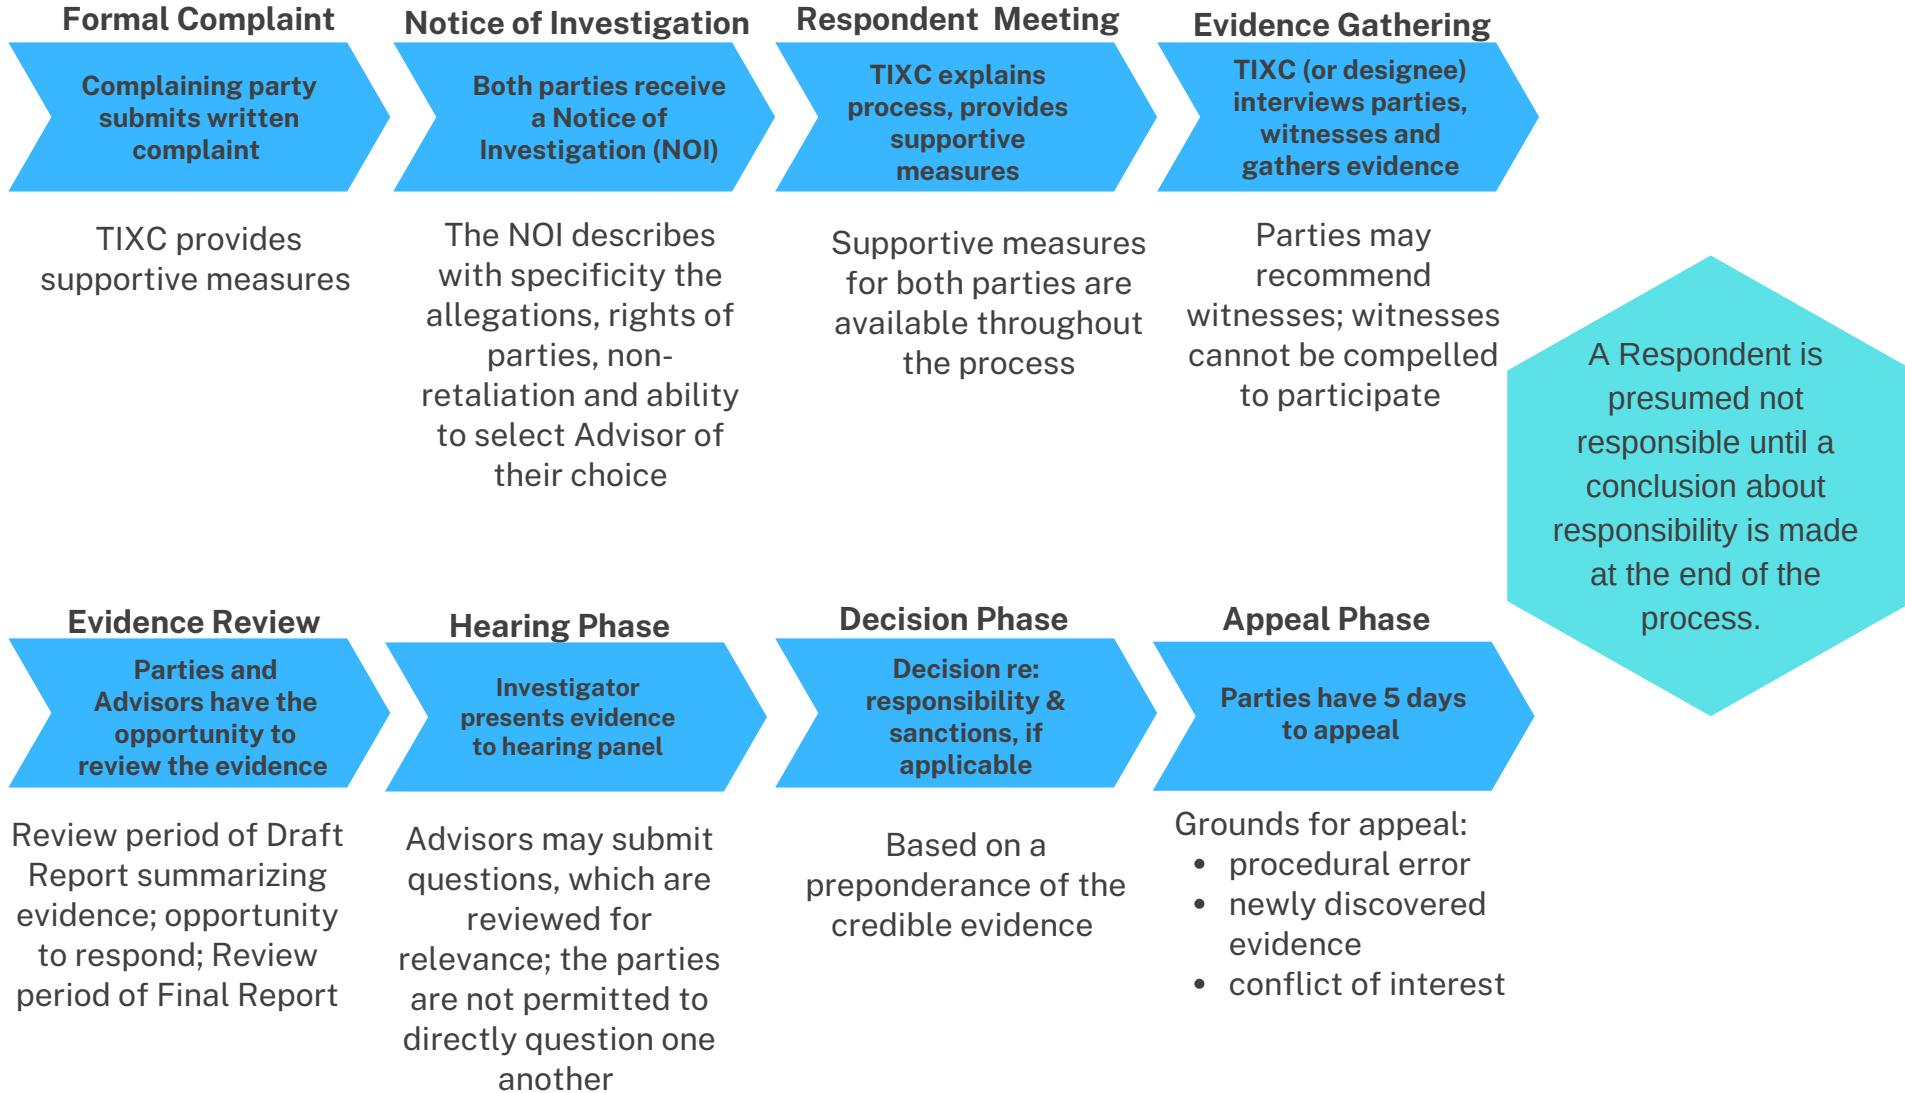 Formal Complaint
Complaining party
submits written
complaint
TIXC provides
supportive measures
Notice of Investigation
Both parties receive
a Notice of
Investigation (NOI)
The NOI describes
with specificity the
allegations, rights of
parties, non-
retaliation and ability
to select Advisor of
their choice
Respondent Meeting
TIXC explains
process, provides
supportive
measures
Supportive measures
for both parties are
available throughout
the process
Evidence Gathering
TIXC (or designee)
interviews parties,
witnesses and
gathers evidence
Parties may
recommend
witnesses; witnesses
cannot be compelled
to participate
A Respondent is
presumed not
responsible until a
conclusion about
responsibility is made
at the end of the
process.
Evidence Review
Parties and
Advisors have the
opportunity to
review the evidence
Review period of Draft
Report summarizing
evidence; opportunity
to respond; Review
period of Final Report
Hearing Phase
Investigator
presents evidence
to hearing panel
Advisors may submit
questions, which are
reviewed for
relevance; the parties
are not permitted to
directly question one
another
Decision Phase
Decision re:
responsibility &
sanctions, if
applicable
Based on a
preponderance of the
credible evidence
Appeal Phase
Parties have 5 days
to appeal
Grounds for appeal:
• procedural error
• newly discovered
evidence
• conflict of interest